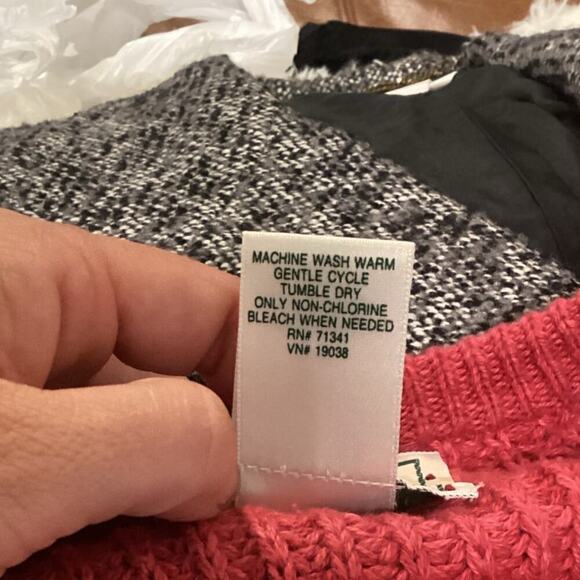 MACHINE WASH WARM
GENTLE CYCLE
TUMBLE DRY
ONLY NON-CHLORINE
BLEACH WHEN NEEDED
RN# 71341
VN# 19038